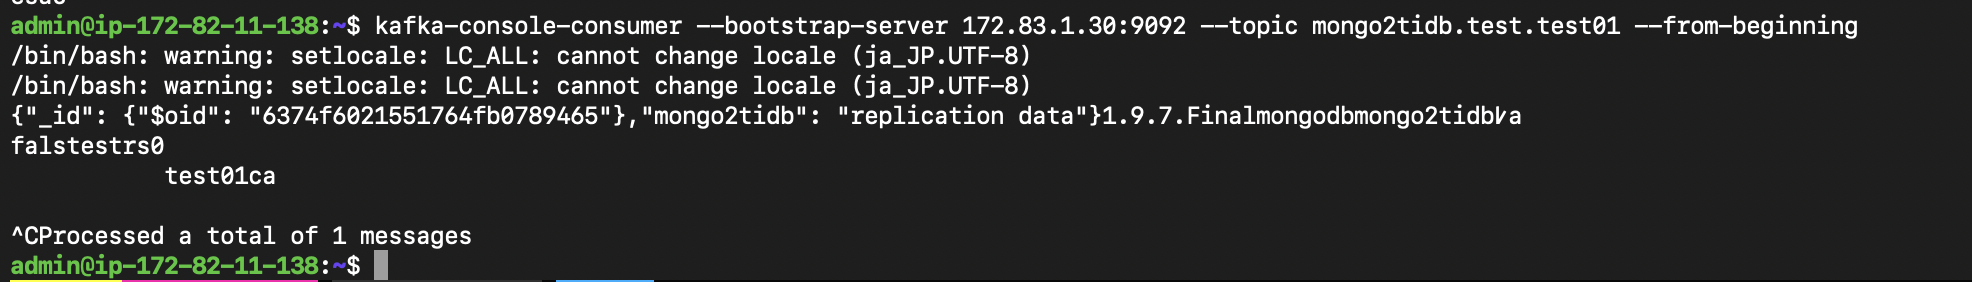 admin@ip-172-82-11-138:~$ kafka-console-consumer --bootstrap-server 172.83.1.30:9092 --topic mongo2tidb.test.test01 --from-beginning
/bin/bash: warning: setlocale: LC_ALL: cannot change locale (ja_JP.UTF-8)
/bin/bash: warning: setlocale: LC_ALL: cannot change locale (ja_JP.UTF-8)
{"_id": {"$oid": "6374f6021551764fb0789465"},"mongo2tidb": "replication data"}1.9.7.Finalmongodbmongo2tidb
falstestrs0
test01ca
^CProcessed a total of 1 messages
admin@ip-172-82-11-138:~$